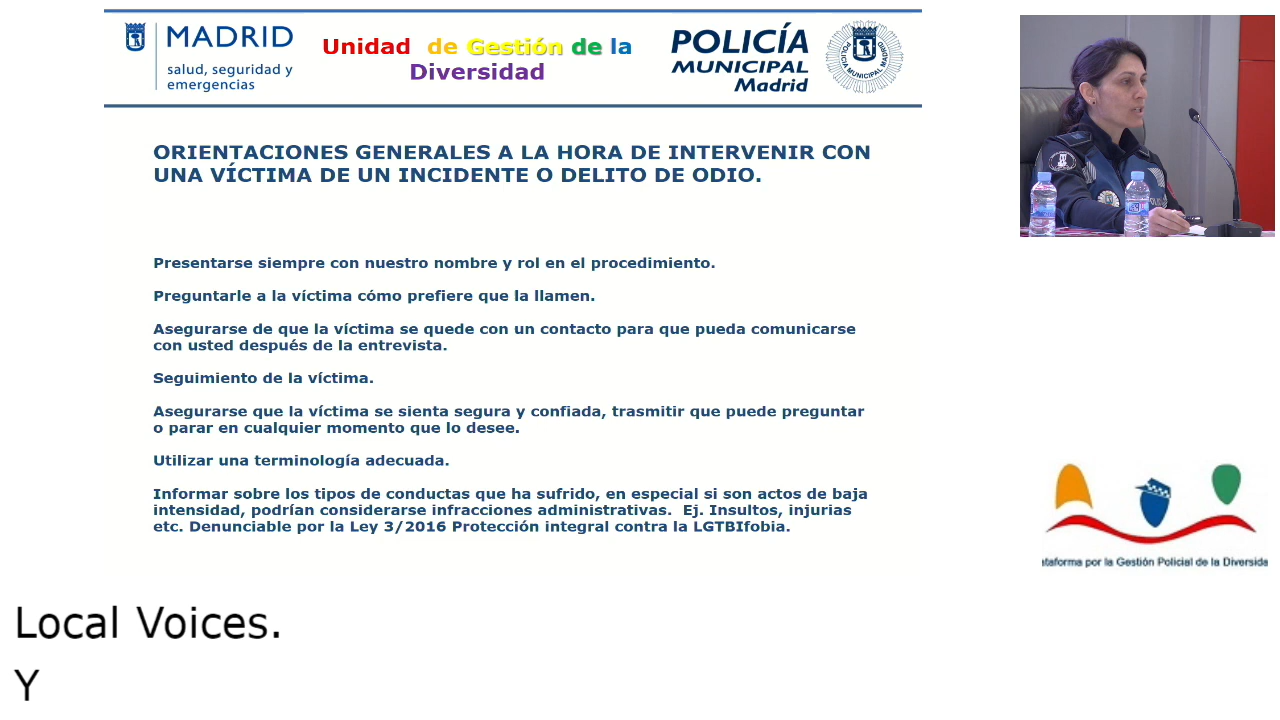 MADRID
salud, seguridad y
emergencias
Unidad de Gestión de la
Diversidad
POLICÍA
MUNICIPAL
Madrid
POLICIA MUNICIPAL MADRID
ORIENTACIONES GENERALES A LA HORA DE INTERVENIR CON
UNA VÍCTIMA DE UN INCIDENTE O DELITO DE ODIO.
Presentarse siempre con nuestro nombre y rol en el procedimiento.
Preguntarle a la víctima cómo prefiere que la llamen.
Asegurarse de que la víctima se quede con un contacto para que pueda comunicarse
con usted después de la entrevista.
Seguimiento de la víctima.
Asegurarse que la víctima se sienta segura y confiada, trasmitir que puede preguntar
o parar en cualquier momento que lo desee.
Utilizar una terminología adecuada.
Informar sobre los tipos de conductas que ha sufrido, en especial si son actos de baja
intensidad, podrían considerarse infracciones administrativas. Ej. Insultos, injurias
etc. Denunciable por la Ley 3/2016 Protección integral contra la LGTBIfobia.
ataforma por la Gestión Policial de la Diversida
Local Voices.
Y